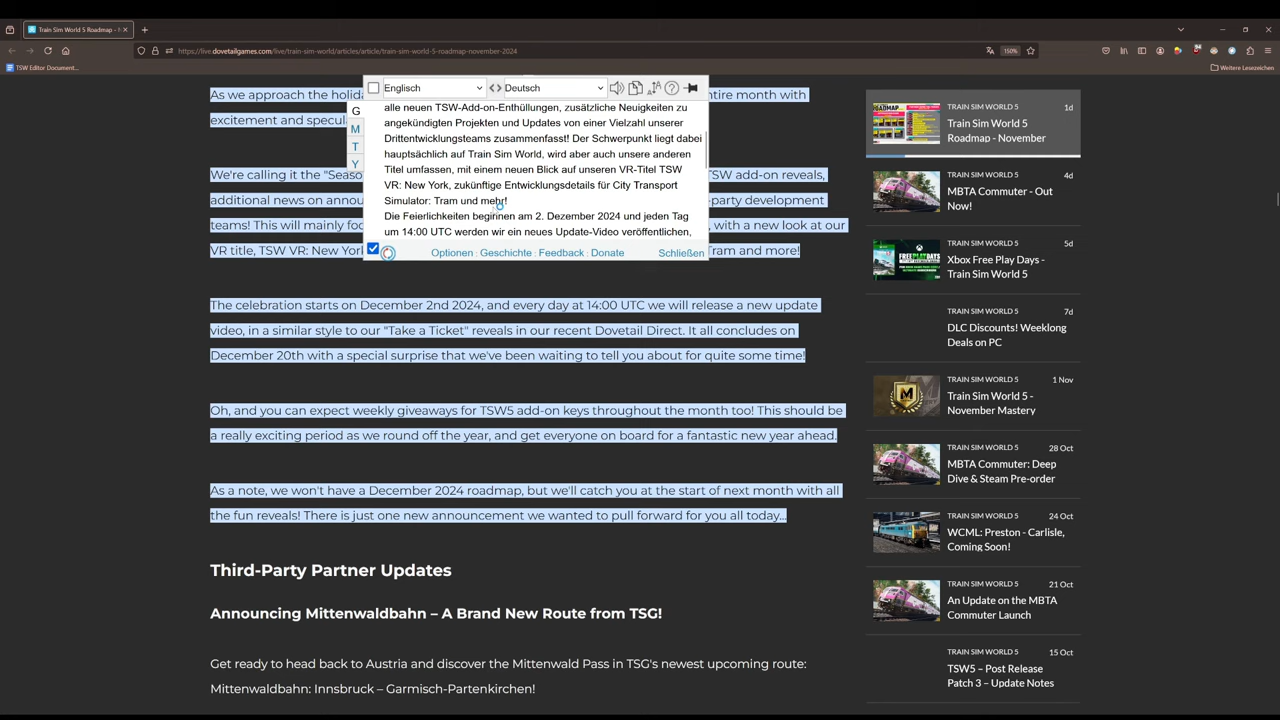 Train Sim World 5 Roadmap - N
https://live.dovetailgames.com/live/train-sim-world/articles/article/train-sim-world-5-roadmap-november-2024
150%
TSW Editor Document...
Weitere Lesezeichen
As we approach the holida
ntire month with
excitement and specula
We're calling it the "Seaso
TSW add-on reveals,
additional news on annou
-party development
teams! This will mainly foc
, with a new look at our
VR title, TSW VR: New York
Tram and more!
Englisch
Deutsch
G
M
T
Y
alle neuen TSW-Add-on-Enthüllungen, zusätzliche Neuigkeiten zu
angekündigten Projekten und Updates von einer Vielzahl unserer
Drittentwicklungsteams zusammenfasst! Der Schwerpunkt liegt dabei
hauptsächlich auf Train Sim World, wird aber auch unsere anderen
Titel umfassen, mit einem neuen Blick auf unseren VR-Titel TSW
VR: New York, zukünftige Entwicklungsdetails für City Transport
Simulator: Tram und mehr!
Die Feierlichkeiten beginnen am 2. Dezember 2024 und jeden Tag
um 14:00 UTC werden wir ein neues Update-Video veröffentlichen,
Optionen : Geschichte : Feedback : Donate
Schließen
The celebration starts on December 2nd 2024, and every day at 14:00 UTC we will release a new update
video, in a similar style to our "Take a Ticket" reveals in our recent Dovetail Direct. It all concludes on
December 20th with a special surprise that we've been waiting to tell you about for quite some time!
Oh, and you can expect weekly giveaways for TSW5 add-on keys throughout the month too! This should be
a really exciting period as we round off the year, and get everyone on board for a fantastic new year ahead.
As a note, we won't have a December 2024 roadmap, but we'll catch you at the start of next month with all
the fun reveals! There is just one new announcement we wanted to pull forward for you all today...
Third-Party Partner Updates
Announcing Mittenwaldbahn – A Brand New Route from TSG!
Get ready to head back to Austria and discover the Mittenwald Pass in TSG's newest upcoming route:
Mittenwaldbahn: Innsbruck – Garmisch-Partenkirchen!
ROADMAP
TRAIN SIM WORLD 5
1d
Train Sim World 5
Roadmap - November
TRAIN SIM WORLD 5
4d
MBTA Commuter - Out
Now!
TRAIN SIM WORLD 5
5d
Xbox Free Play Days -
Train Sim World 5
TRAIN SIM WORLD 5
7d
DLC Discounts! Weeklong
Deals on PC
TRAIN SIM WORLD 5
1 Nov
Train Sim World 5 -
November Mastery
TRAIN SIM WORLD 5
28 Oct
MBTA Commuter: Deep
Dive & Steam Pre-order
TRAIN SIM WORLD 5
24 Oct
WCML: Preston - Carlisle,
Coming Soon!
TRAIN SIM WORLD 5
21 Oct
An Update on the MBTA
Commuter Launch
TRAIN SIM WORLD 5
15 Oct
TSW5 – Post Release
Patch 3 – Update Notes